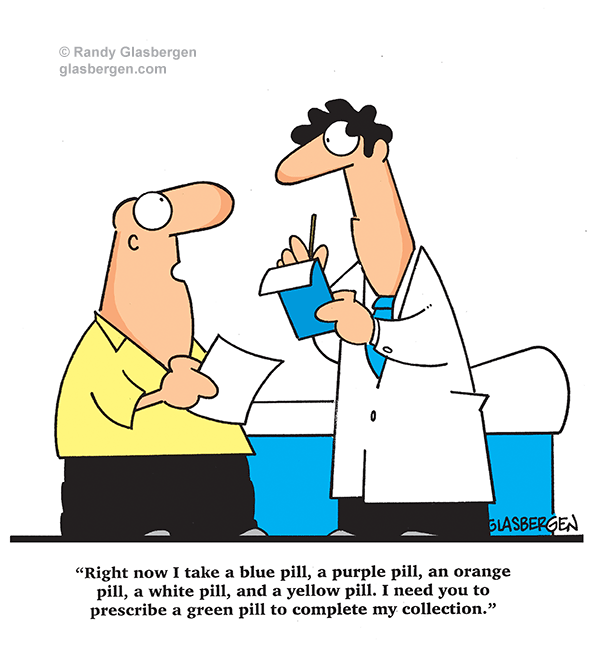 © Randy Glasbergen
glasbergen.com
GLASBERGEN
“Right now I take a blue pill, a purple pill, an orange
pill, a white pill, and a yellow pill. I need you to
prescribe a green pill to complete my collection.”